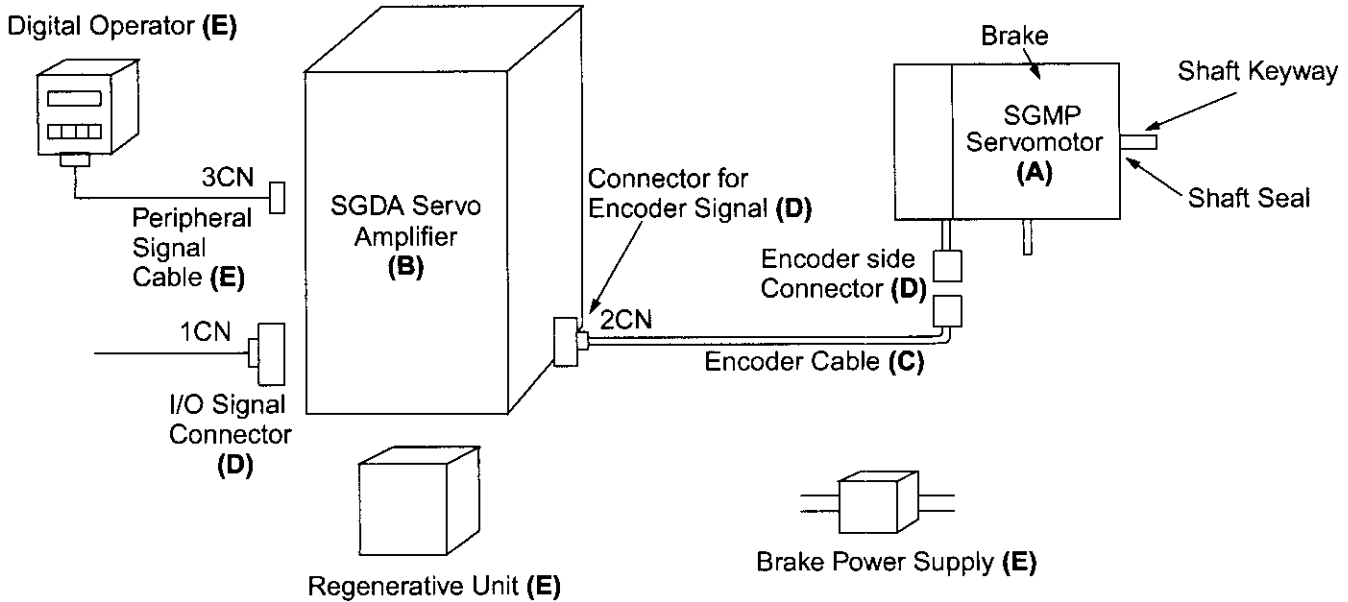 Digital Operator (E)
3CN
Peripheral
Signal
Cable (E)
1CN
I/O Signal
Connector
(D)
SGDA Servo
Amplifier
(B)
Regenerative Unit (E)
Connector for
Encoder Signal (D)
2CN
Encoder Cable (C)
Encoder side
Connector (D)
Brake
SGMP
Servomotor
(A)
Shaft Keyway
Shaft Seal
Brake Power Supply (E)